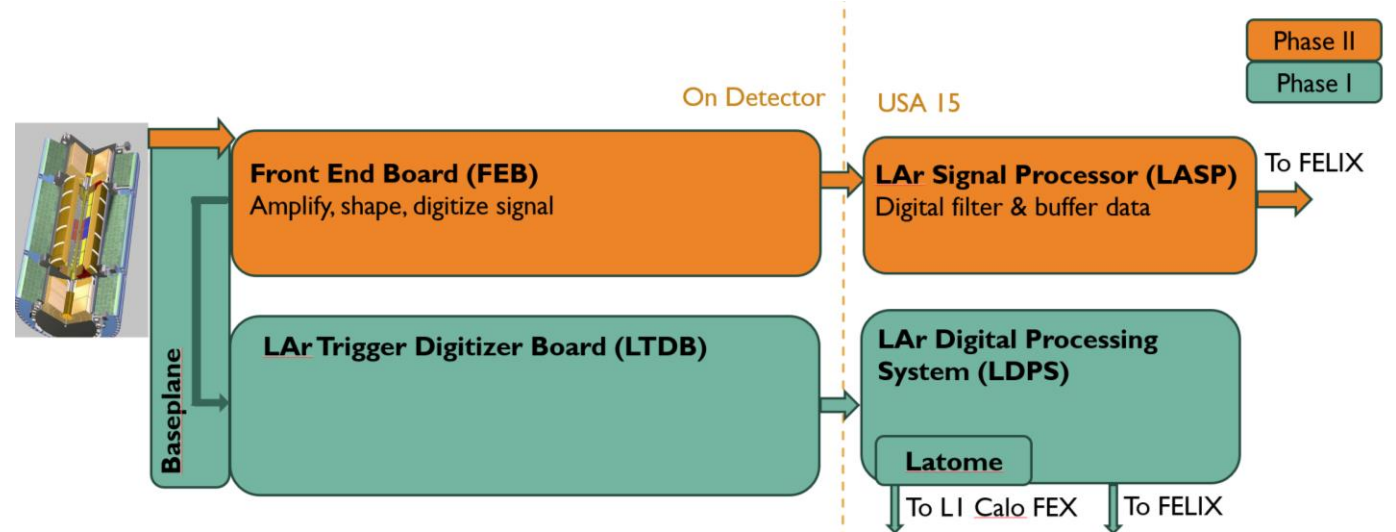 Phase II
Phase I
On Detector
USA 15
Front End Board (FEB)
Amplify, shape, digitize signal
LAr Signal Processor (LASP)
Digital filter & buffer data
To FELIX
Baseplane
LAr Trigger Digitizer Board (LTDB)
LAr Digital Processing
System (LDPS)
Latome
To L1 Calo FEX
To FELIX